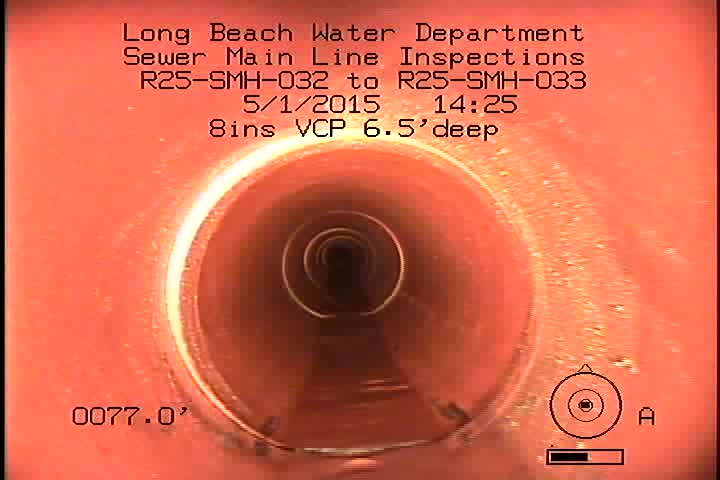 Long Beach Water Department
Sewer Main Line Inspections
R25-SMH-032 to R25-SMH-033
5/1/2015 14:25
8ins VCP 6.5'deep
0077.0'
A